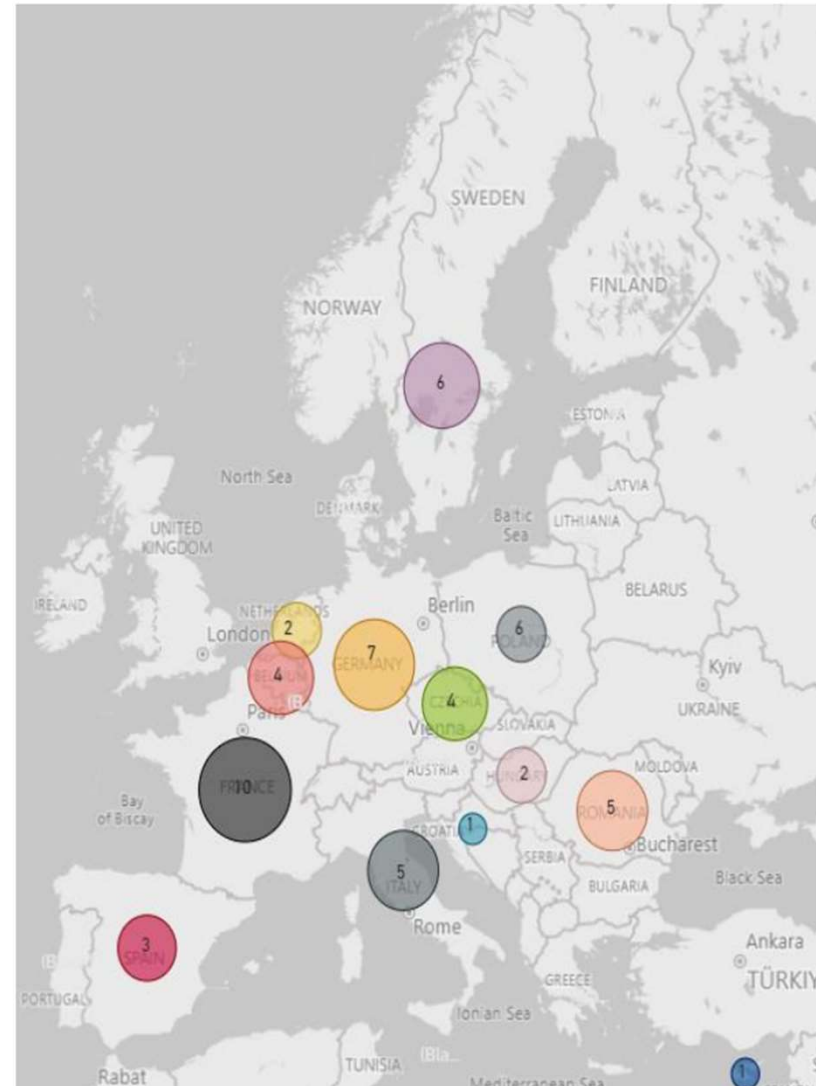 SWEDEN
FINLAND
NORWAY
6
ESTONIA
North Sea
LATVIA
DENMARK
Baltic
Sea
LITHUANIA
UNITED
KINGDOM
BELARUS
IRELAND
NETHERLANDS
Berlin
2
London
6
POLAND
7
GERMANY
Kyiv
4
BELGIUM
4
CZECHIA
UKRAINE
Paris
Vienna
SLOVAKIA
MOLDOVA
AUSTRIA
2
HUNGARY
10
FRANCE
Bay
of Biscay
5
ROMANIA
1
CROATIA
Bucharest
SERBIA
5
ITALY
BULGARIA
Black Sea
Rome
3
SPAIN
Ankara
TÜRKIY
GREECE
PORTUGAL
Ionian Sea
(Bla...
TUNISIA
Rabat
1
Mediterranean Sea